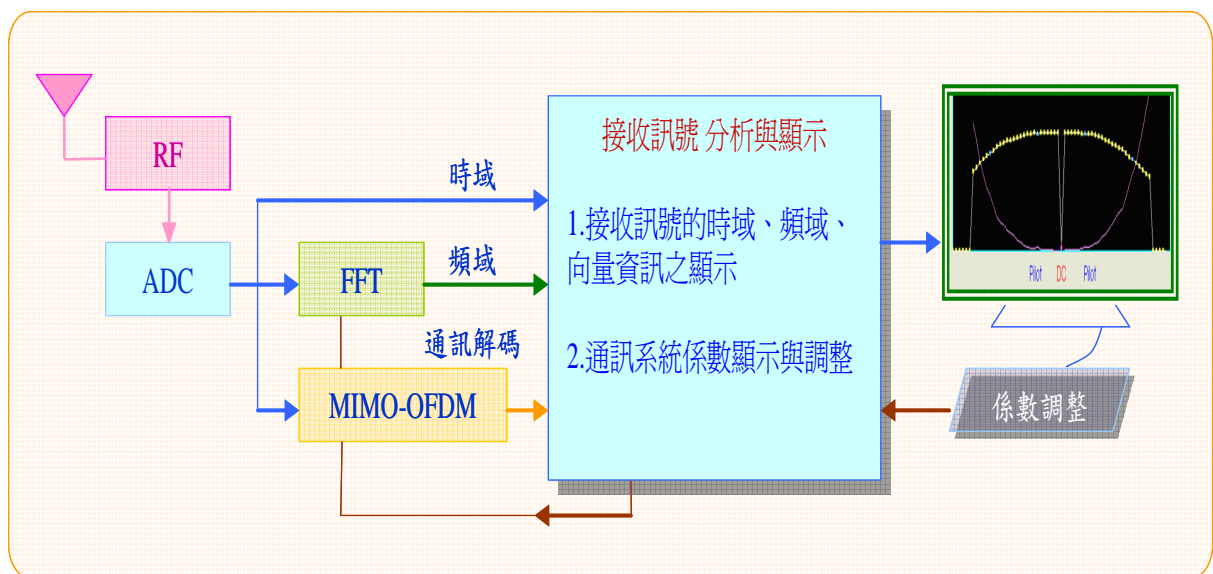 RF
ADC
時域
FFT
頻域
通訊解碼
MIMO-OFDM
接收訊號 分析與顯示
1.接收訊號的時域、頻域、
向量資訊之顯示
2.通訊系統係數顯示與調整
Pilot DC Pilot
係數調整